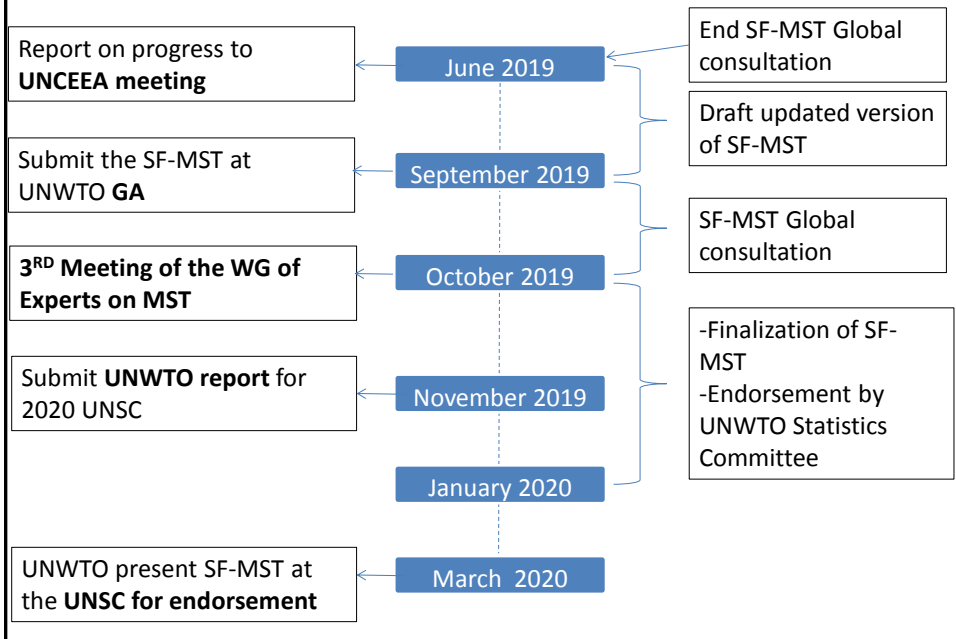 Report on progress to
UNCEEA meeting
June 2019
End SF-MST Global
consultation
Draft updated version
of SF-MST
Submit the SF-MST at
UNWTO GA
September 2019
SF-MST Global
consultation
3RD Meeting of the WG of
Experts on MST
October 2019
-Finalization of SF-
MST
-Endorsement by
UNWTO Statistics
Committee
Submit UNWTO report for
2020 UNSC
November 2019
January 2020
UNWTO present SF-MST at
the UNSC for endorsement
March 2020